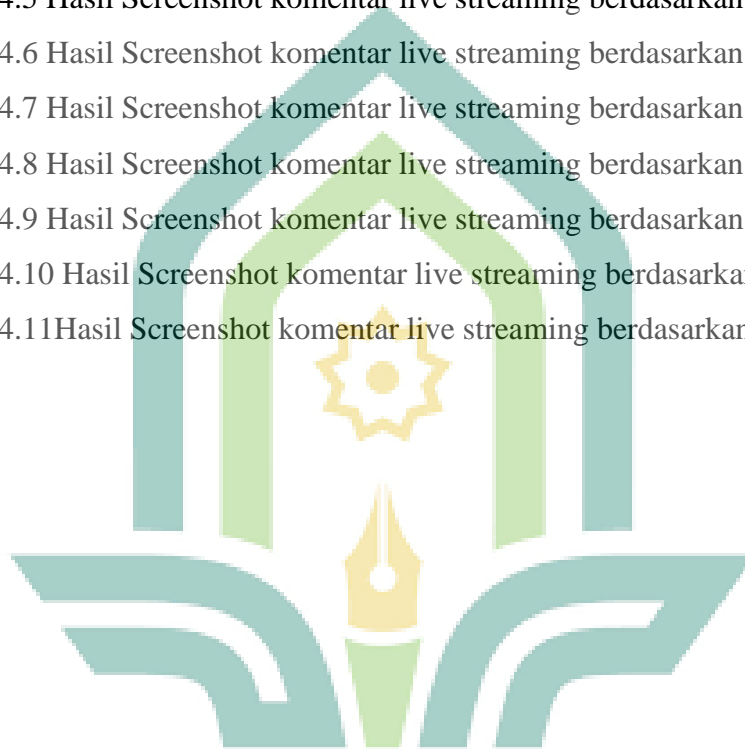 4.5 Hasil Screenshot komentar live streaming berdasarkan
4.6 Hasil Screenshot komentar live streaming berdasarkan
4.7 Hasil Screenshot komentar live streaming berdasarkan
4.8 Hasil Screenshot komentar live streaming berdasarkan
4.9 Hasil Screenshot komentar live streaming berdasarkan
4.10 Hasil Screenshot komentar live streaming berdasarkan
4.11Hasil Screenshot komentar live streaming berdasarkan